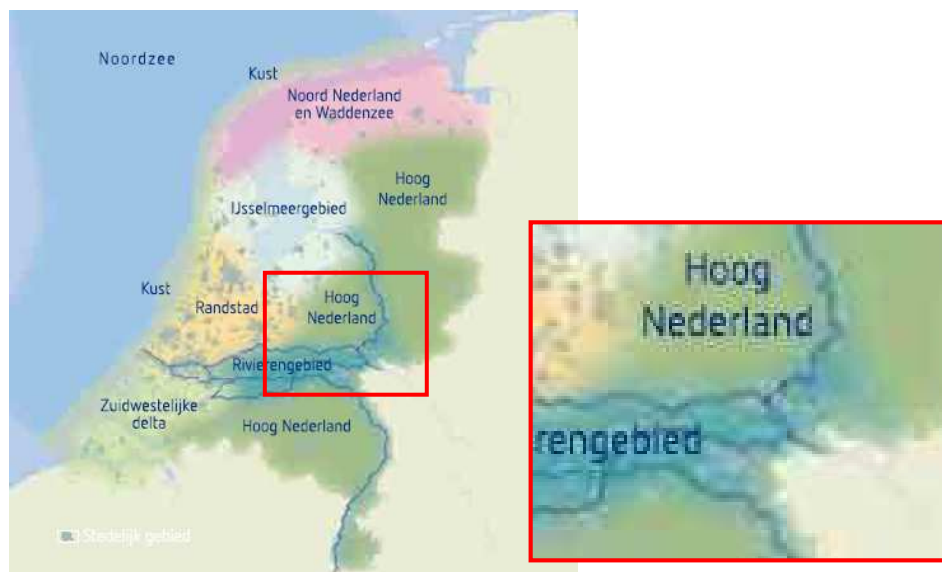 Noordzee
Kust
Noord Nederland
en Waddenzee
Hoog
Nederland
IJsselmeergebied
Kust
Randstad
Hoog
Nederland
Rivierengebied
Zuidwestelijke
delta
Hoog Nederland
Stedelijk gebied
Hoog
Nederland
rengebied